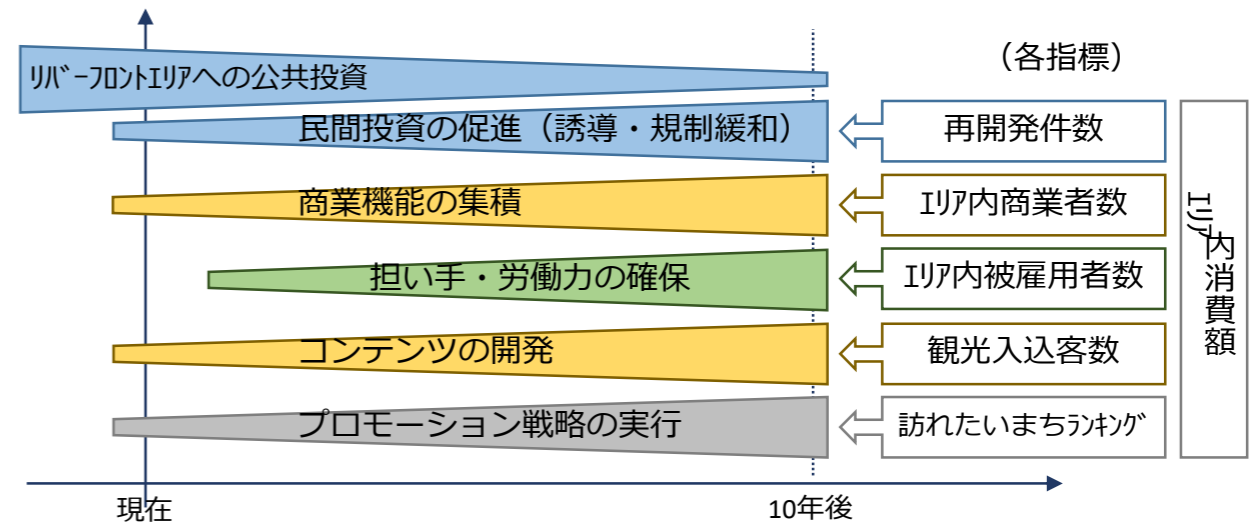 （各指標）
ﾘﾊﾞｰﾌﾛﾝﾄｴﾘｱへの公共投資
民間投資の促進（誘導・規制緩和）
再開発件数
商業機能の集積
ｴﾘｱ内商業者数
担い手・労働力の確保
ｴﾘｱ内被雇用者数
コンテンツの開発
観光入込客数
プロモーション戦略の実行
訪れたいまちﾗﾝｷﾝｸﾞ
ｴﾘｱ内消費額
現在
10年後